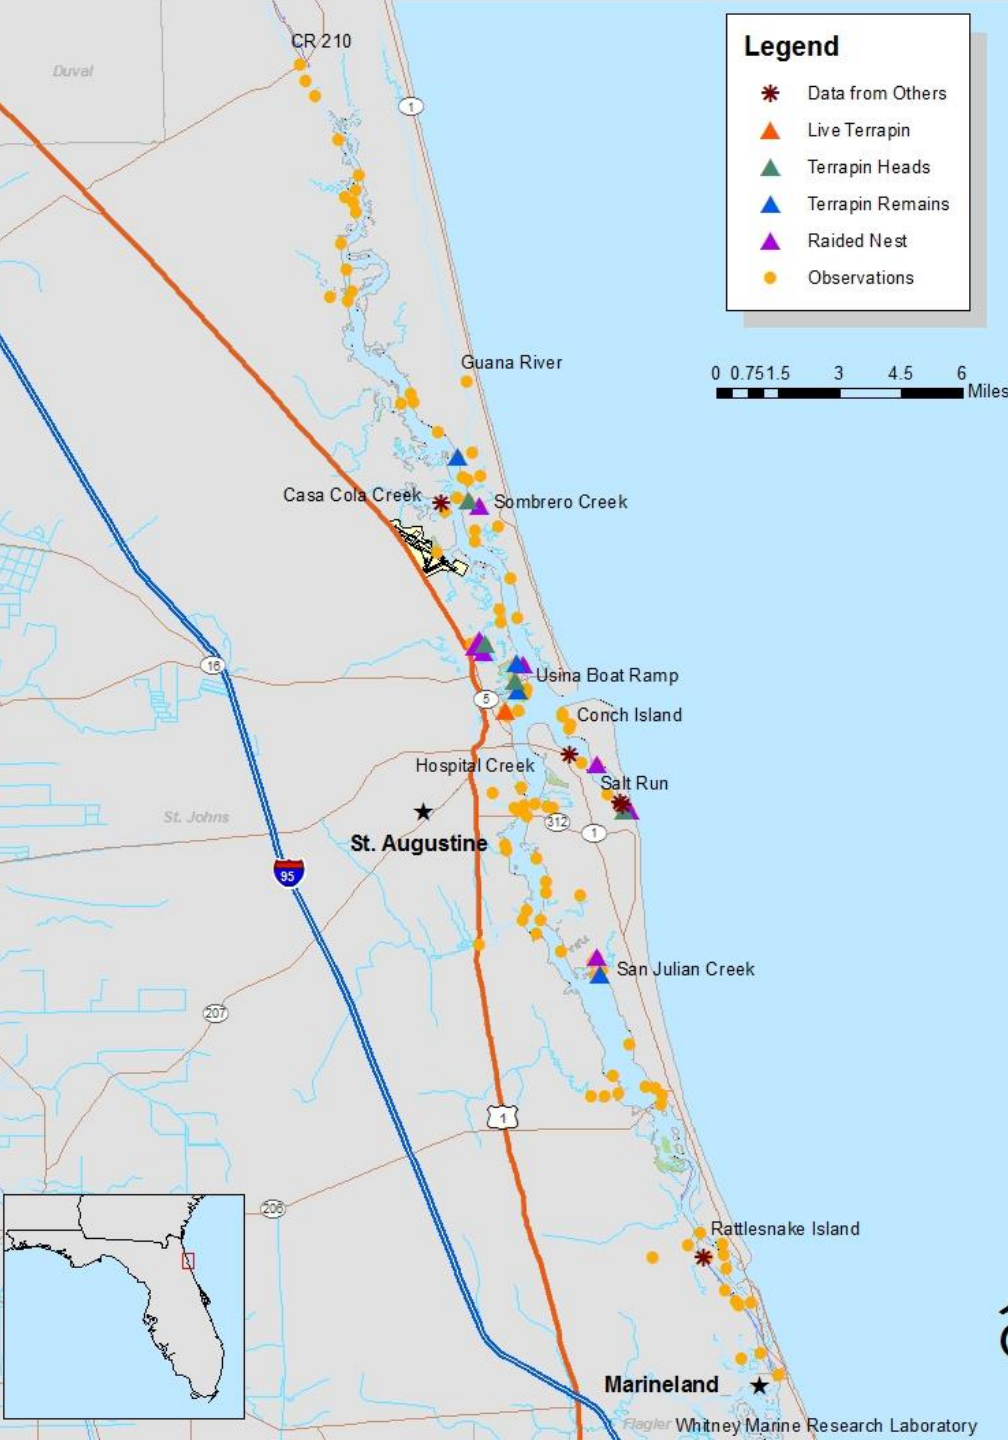 CR 210
Duval
1
Legend
Data from Others
Live Terrapin
Terrapin Heads
Terrapin Remains
Raided Nest
Observations
0 0.75 1.5 3 4.5 6
Miles
Guana River
Casa Cola Creek
Sombrero Creek
16
Usina Boat Ramp
5
Conch Island
Hospital Creek
Salt Run
St. Johns
312
1
St. Augustine
95
San Julian Creek
207
1
206
Rattlesnake Island
Marineland
Flagler
Whitney Marine Research Laboratory